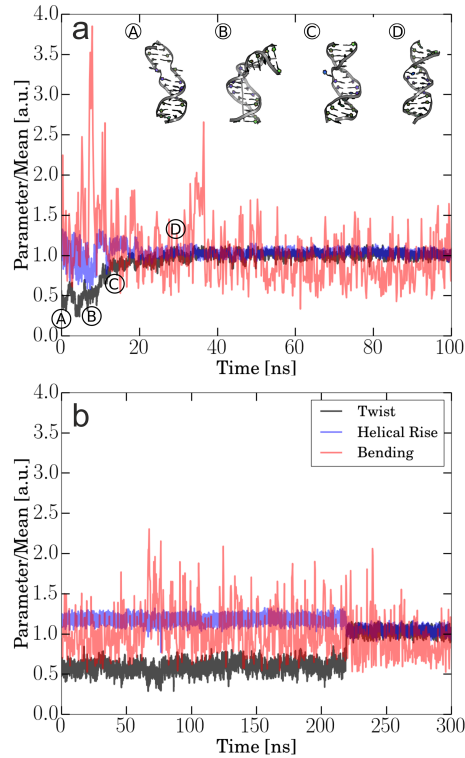 a
A B C D
4.0
3.5
3.0
2.5
2.0
1.5
1.0
0.5
0.0
Parameter/Mean [a.u.]
D
C
A B
0 20 40 60 80 100
Time [ns]
b
Twist
Helical Rise
Bending
4.0
3.5
3.0
2.5
2.0
1.5
1.0
0.5
0.0
Parameter/Mean [a.u.]
0 50 100 150 200 250 300
Time [ns]